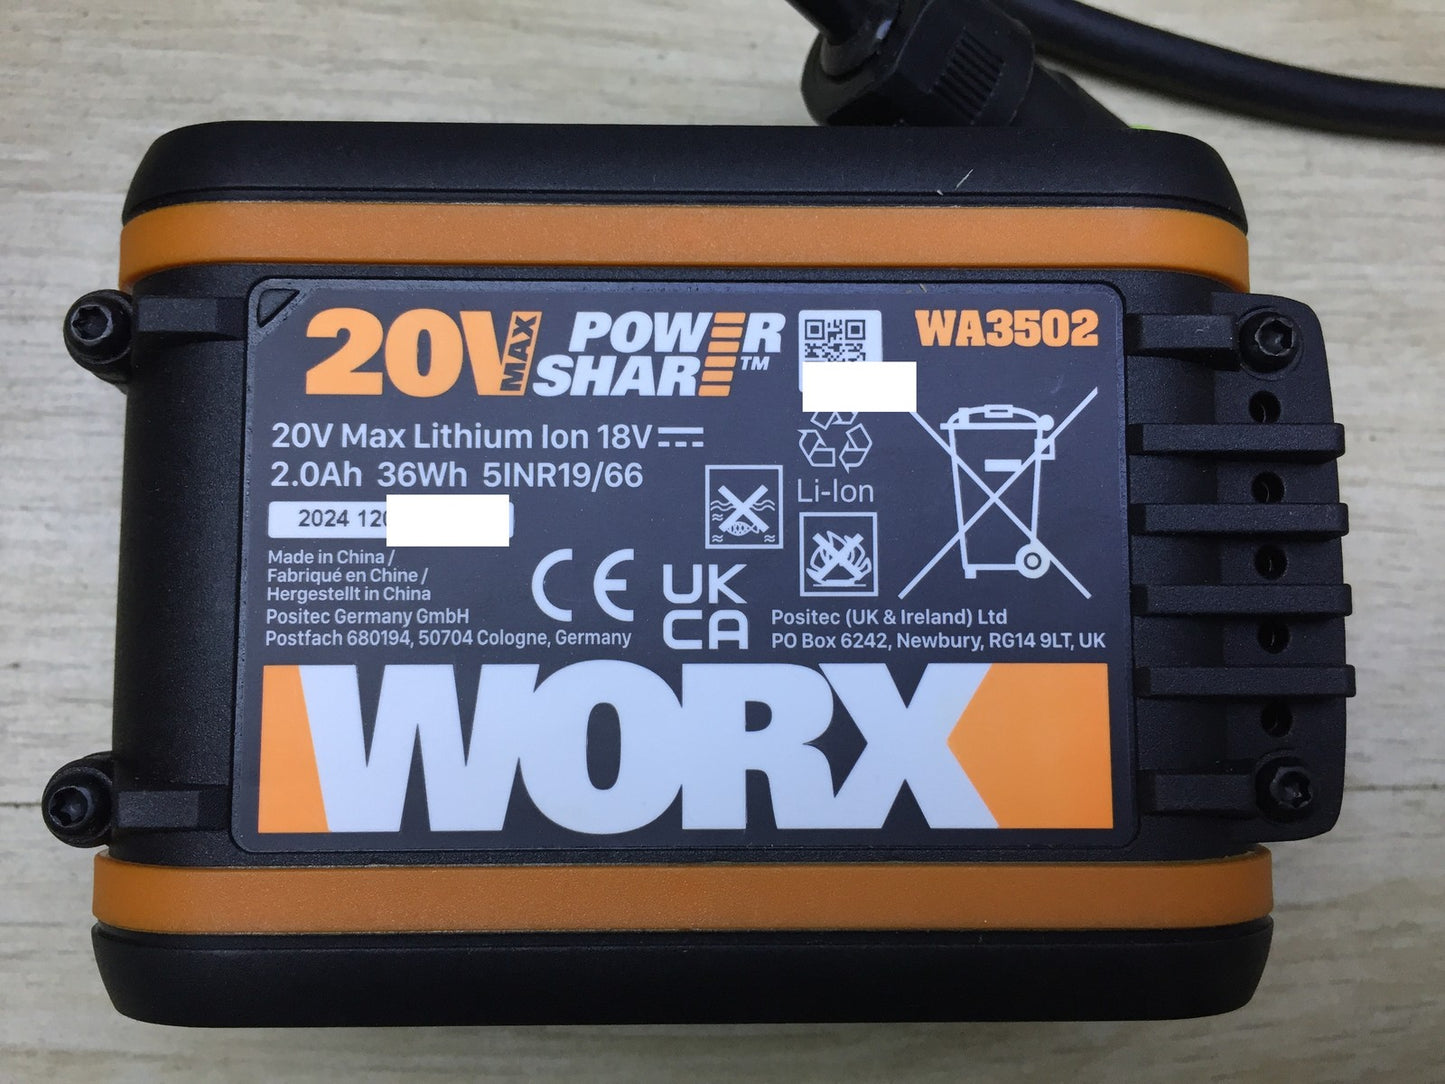 20V MAX POWER SHARE™
WA3502
20V Max Lithium Ion 18V
2.0Ah 36Wh 5INR19/66
2024 120
Li-Ion
Made in China /
Fabriqué en Chine /
Hergestellt in China
Positec Germany GmbH
Postfach 680194, 50704 Cologne, Germany
CE
UK
CA
Positec (UK & Ireland) Ltd
PO Box 6242, Newbury, RG14 9LT, UK
WORX